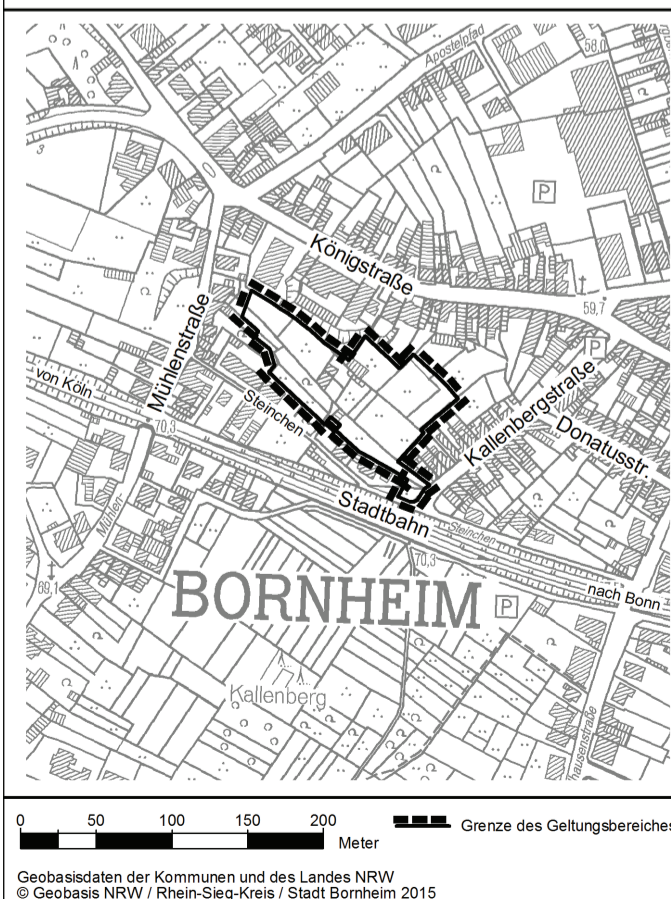 Apostelpfad
58,0
P
Königstraße
59,7
P
Mühlenstraße
von Köln
Steinchen
Kallenbergstraße
Donatusstr.
70,3
Stadtbahn
Steinchen
70,3
nach Bonn
69,1
BORNHEIM
P
Kallenberg
hausenstraße
0 50 100 150 200
Meter
Grenze des Geltungsbereiches
Geobasisdaten der Kommunen und des Landes NRW
© Geobasis NRW / Rhein-Sieg-Kreis / Stadt Bornheim 2015